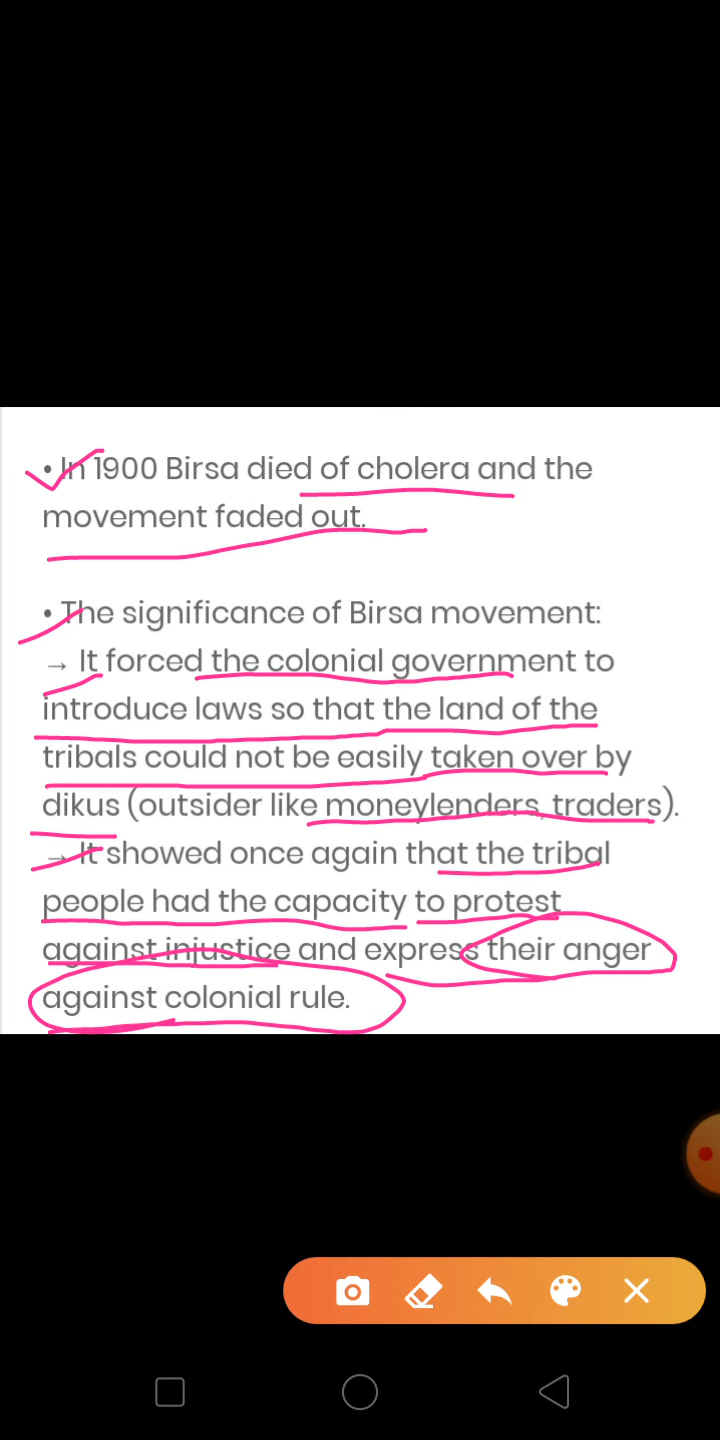 • In 1900 Birsa died of cholera and the
movement faded out.
• The significance of Birsa movement:
→ It forced the colonial government to
introduce laws so that the land of the
tribals could not be easily taken over by
dikus (outsider like moneylenders, traders).
→ It showed once again that the tribal
people had the capacity to protest
against injustice and express their anger
against colonial rule.